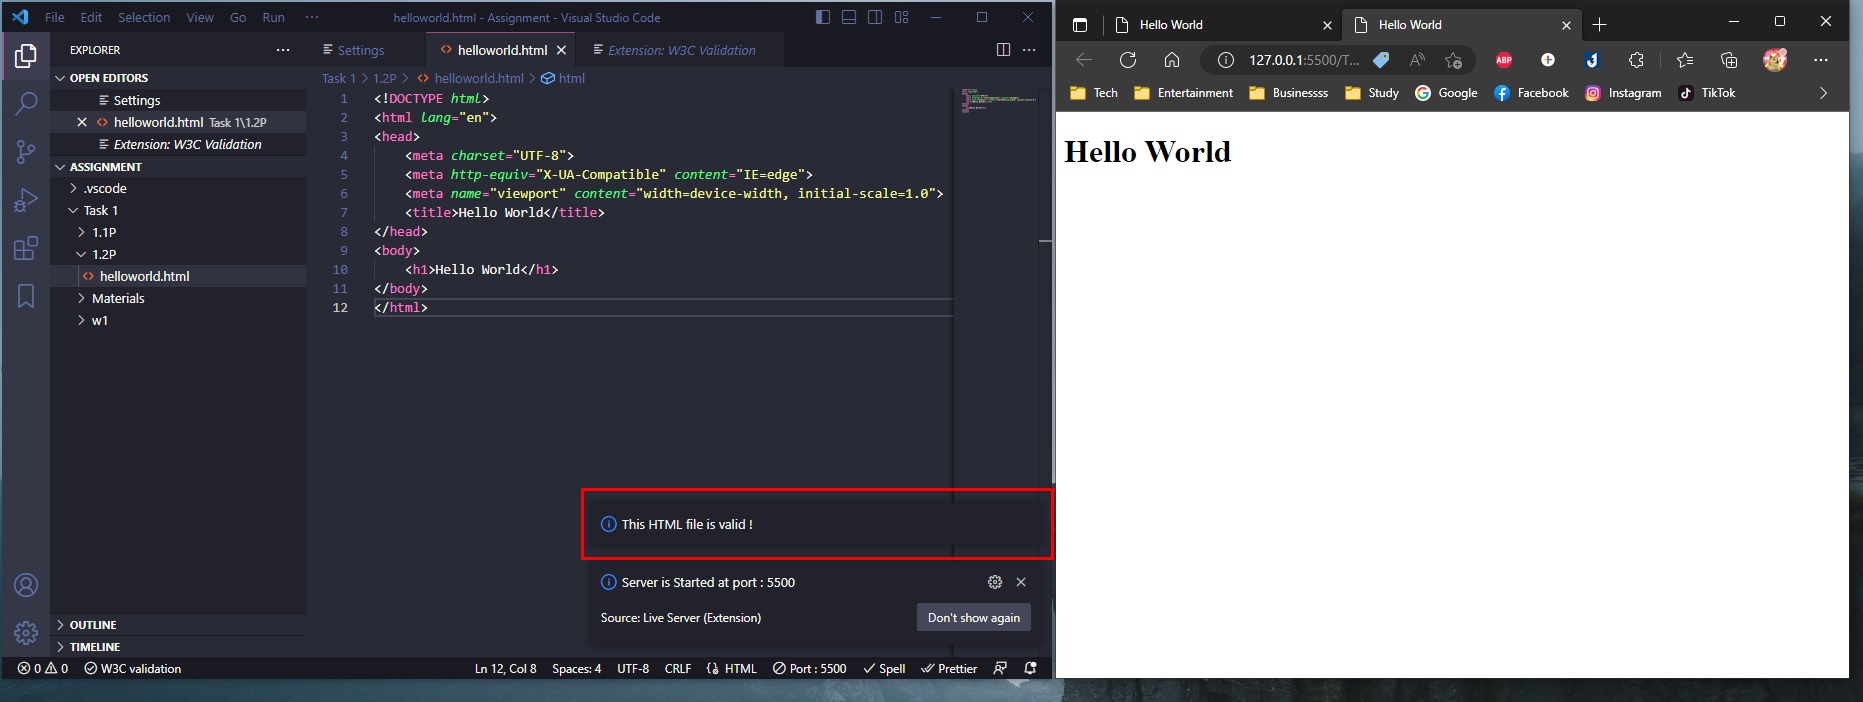 File Edit Selection View Go Run ··· helloworld.html - Assignment - Visual Studio Code
EXPLORER ···
OPEN EDITORS
Settings
helloworld.html Task 1\1.2P
Extension: W3C Validation
ASSIGNMENT
.vscode
Task 1
1.1P
1.2P
helloworld.html
Materials
w1
OUTLINE
TIMELINE
Settings helloworld.html Extension: W3C Validation
Task 1 > 1.2P > helloworld.html > html
1 <!DOCTYPE html>
2 <html lang="en">
3 <head>
4 <meta charset="UTF-8">
5 <meta http-equiv="X-UA-Compatible" content="IE=edge">
6 <meta name="viewport" content="width=device-width, initial-scale=1.0">
7 <title>Hello World</title>
8 </head>
9 <body>
10 <h1>Hello World</h1>
11 </body>
12 </html>
This HTML file is valid !
Server is Started at port : 5500
Source: Live Server (Extension) Don't show again
0 0 W3C validation Ln 12, Col 8 Spaces: 4 UTF-8 CRLF HTML Port : 5500 Spell Prettier
Hello World Hello World
127.0.0.1:5500/T... ABP
Tech Entertainment Businessss Study Google Facebook Instagram TikTok
Hello World